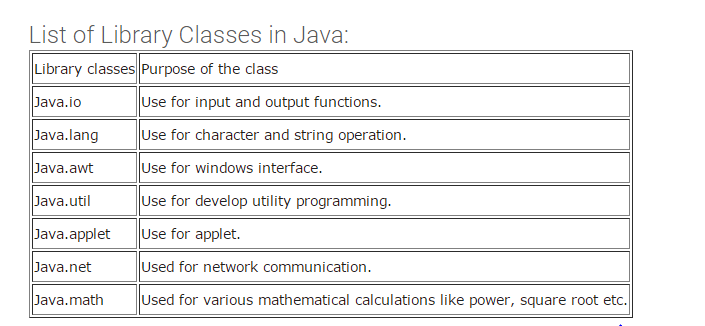 List of Library Classes in Java:
Library classes Purpose of the class
Java.io Use for input and output functions.
Java.lang Use for character and string operation.
Java.awt Use for windows interface.
Java.util Use for develop utility programming.
Java.applet Use for applet.
Java.net Used for network communication.
Java.math Used for various mathematical calculations like power, square root etc.